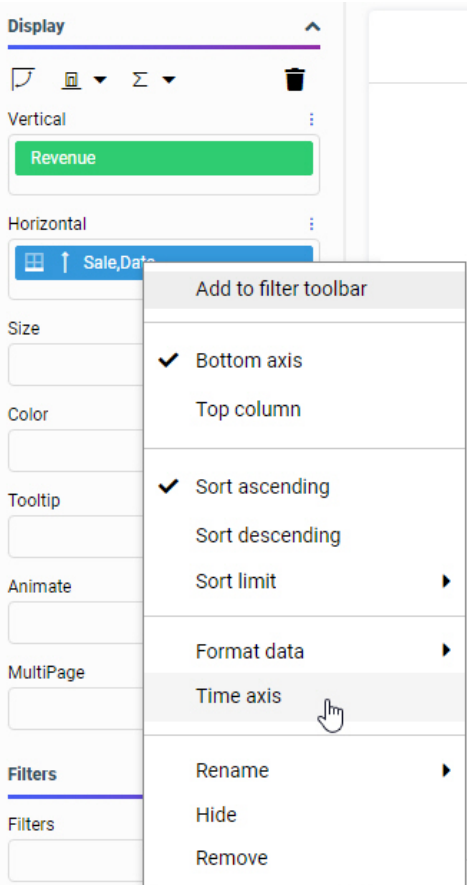 Display
Σ
Vertical
Revenue
Horizontal
Sale,Date
Add to filter toolbar
Size
Bottom axis
Color
Top column
Sort ascending
Tooltip
Sort descending
Animate
Sort limit
Format data
MultiPage
Time axis
Filters
Rename
Filters
Hide
Remove